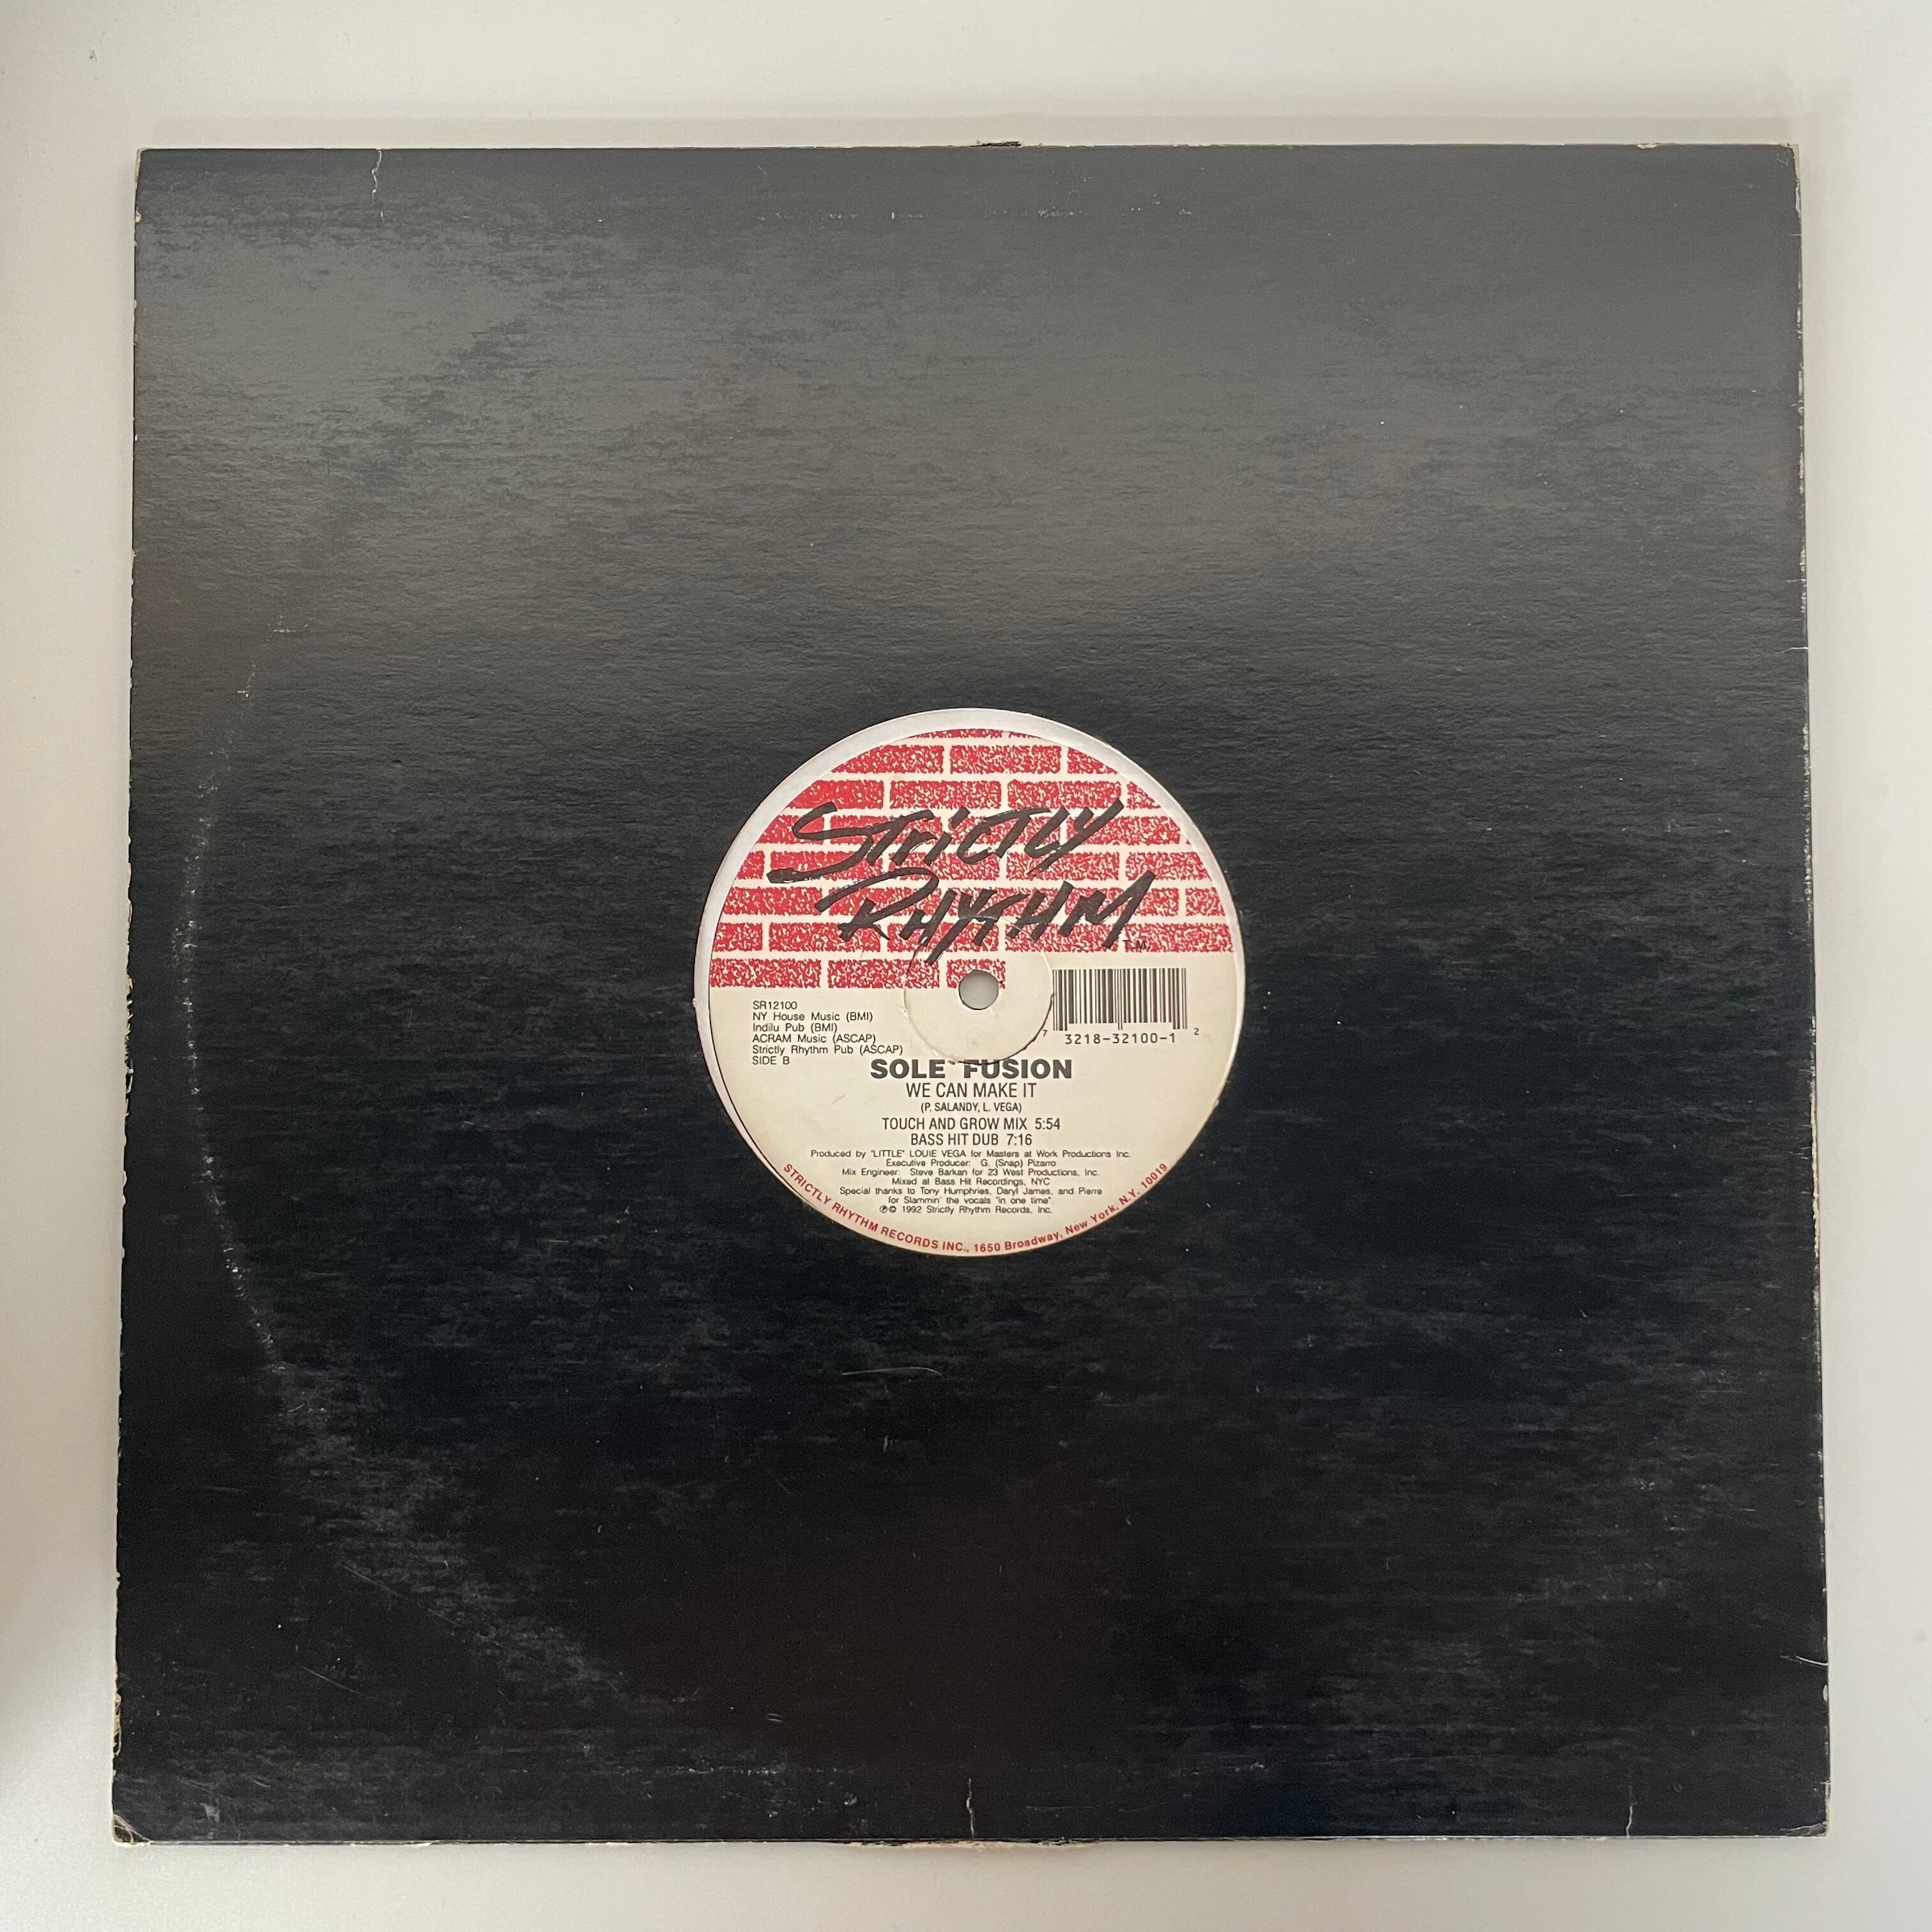 STRICTLY
RHYTHM
TM
SR12100
NY House Music (BMI)
Indilu Pub (BMI)
ACRAM Music (ASCAP)
Strictly Rhythm Pub (ASCAP)
SIDE B
7 3218-32100-1 2
SOLE FUSION
WE CAN MAKE IT
(P. SALANDY, L. VEGA)
TOUCH AND GROW MIX 5:54
BASS HIT DUB 7:16
Produced by "LITTLE" LOUIE VEGA for Masters at Work Productions Inc.
Executive Producer: G. (Snap) Pizarro
Mix Engineer: Steve Barkan for 23 West Productions, Inc.
Mixed at Bass Hit Recordings, NYC
Special thanks to Tony Humphries, Daryl James, and Pierre
for Slammin' the vocals "in one time"
℗© 1992 Strictly Rhythm Records, Inc.
STRICTLY RHYTHM RECORDS INC., 1650 Broadway, New York, N.Y. 10019